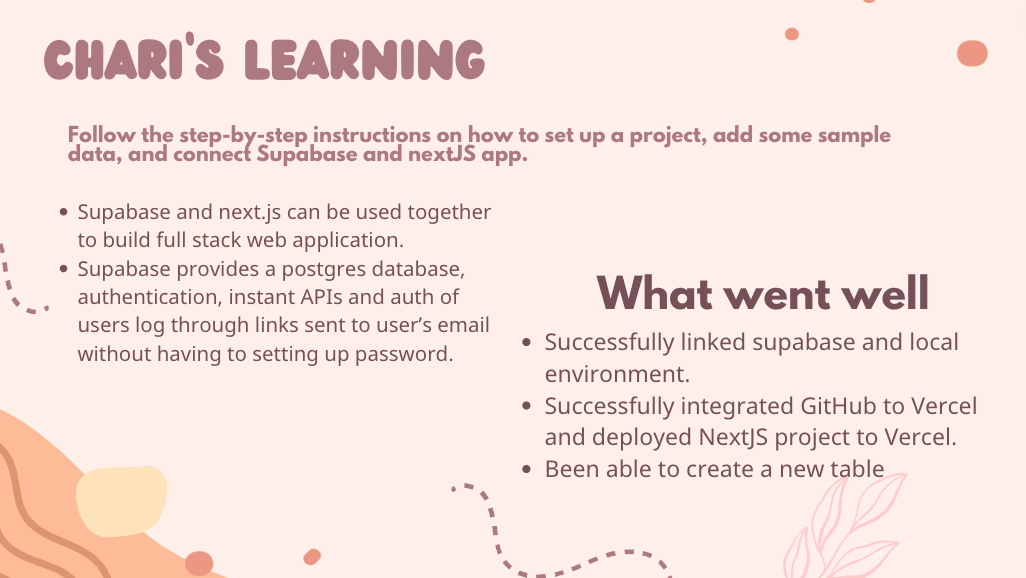 CHARI'S LEARNING
Follow the step-by-step instructions on how to set up a project, add some sample
data, and connect Supabase and nextJS app.
• Supabase and next.js can be used together
to build full stack web application.
• Supabase provides a postgres database,
authentication, instant APIs and auth of
users log through links sent to user’s email
without having to setting up password.
What went well
• Successfully linked supabase and local
environment.
• Successfully integrated GitHub to Vercel
and deployed NextJS project to Vercel.
• Been able to create a new table